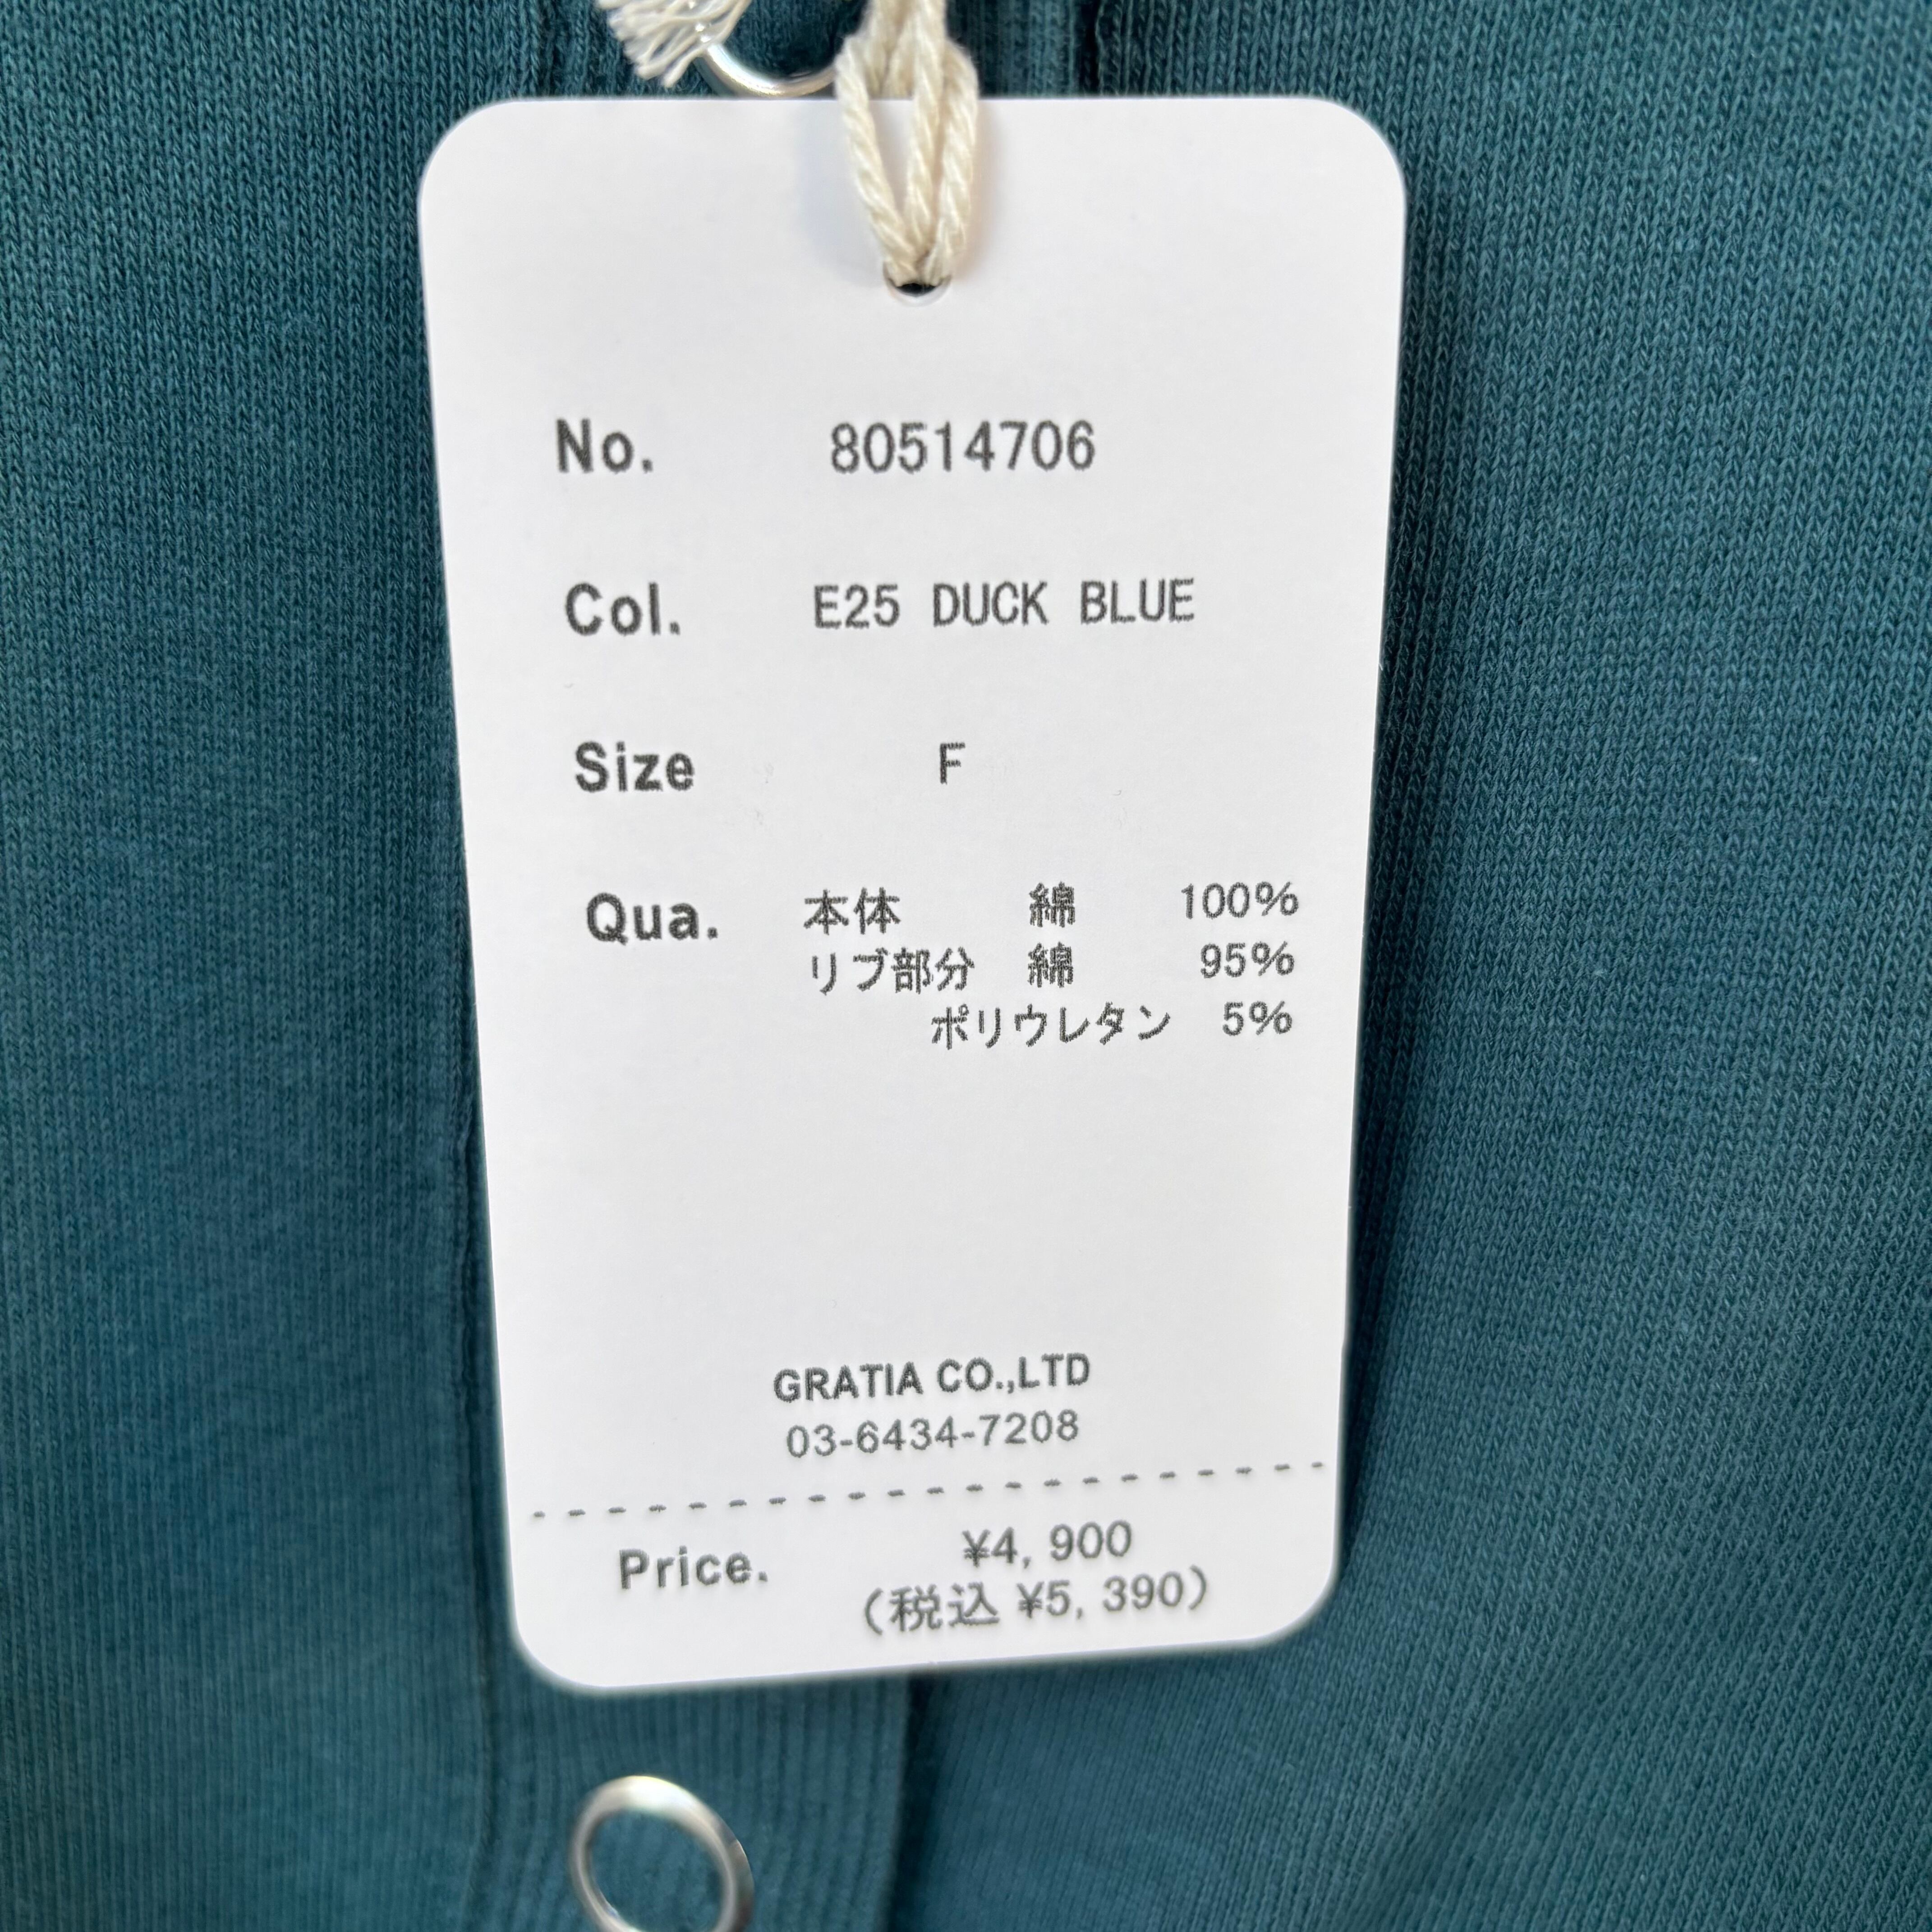 No. 80514706
Col. E25 DUCK BLUE
Size F
Qua. 本体 綿 100%
リブ部分 綿 95%
ポリウレタン 5%
GRATIA CO.,LTD
03-6434-7208
Price. ¥4,900
(税込 ¥5,390)